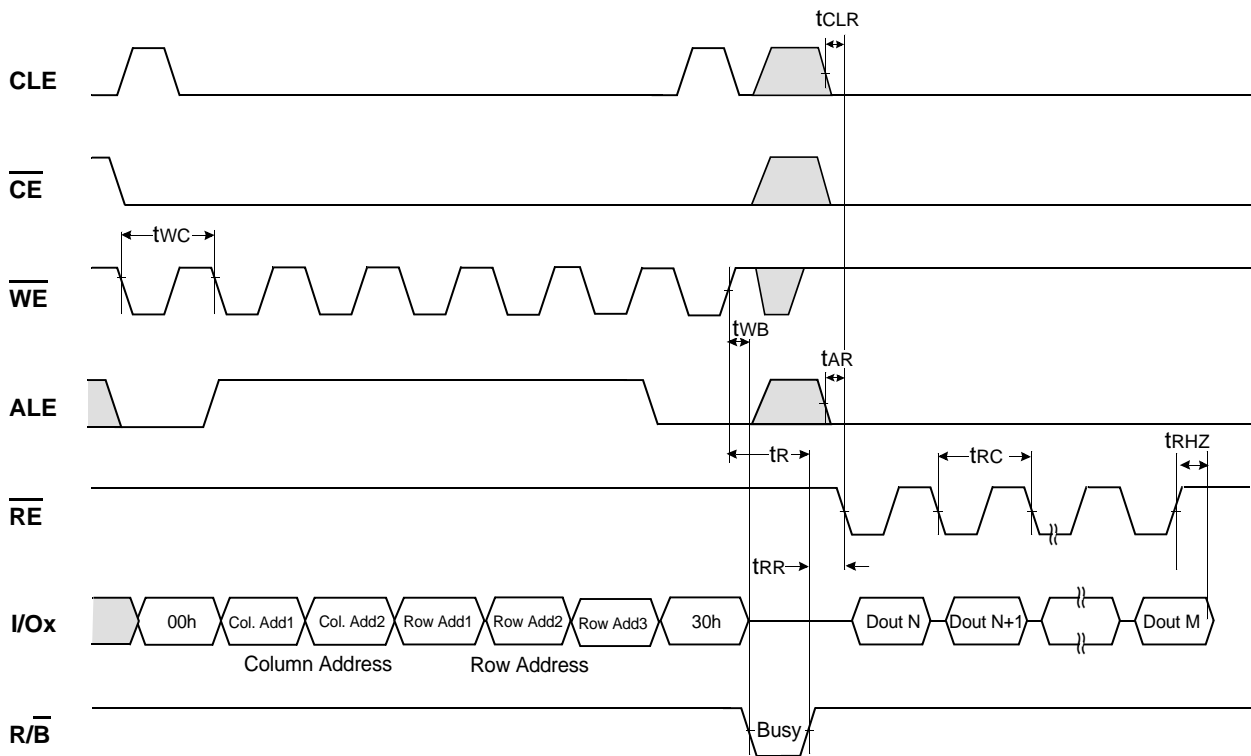 tCLR
CLE
CE
tWC
WE
tWB
tAR
ALE
tRHZ
tR
tRC
RE
tRR
I/Ox
00h
Col. Add1
Col. Add2
Row Add1
Row Add2
Row Add3
30h
Dout N
Dout N+1
Dout M
Column Address
Row Address
R/B
Busy